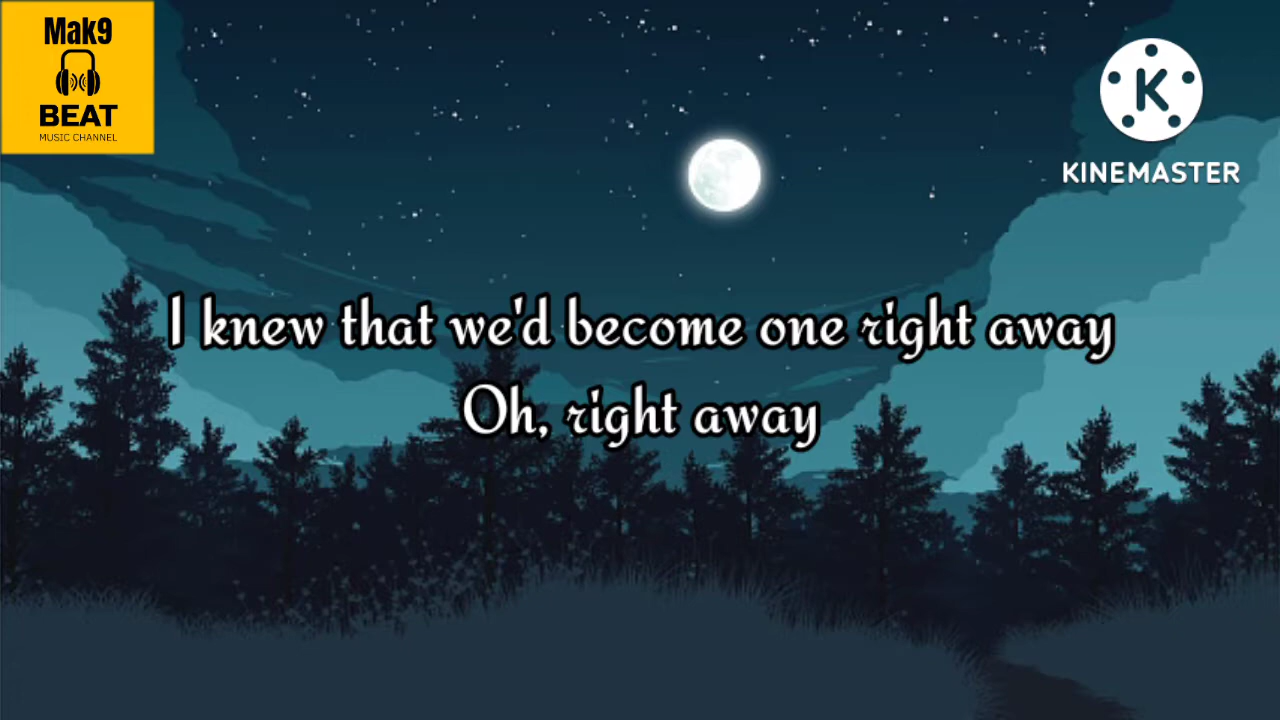 Mak9
BEAT
MUSIC CHANNEL
K
KINEMASTER
I knew that we'd become one right away
Oh, right away